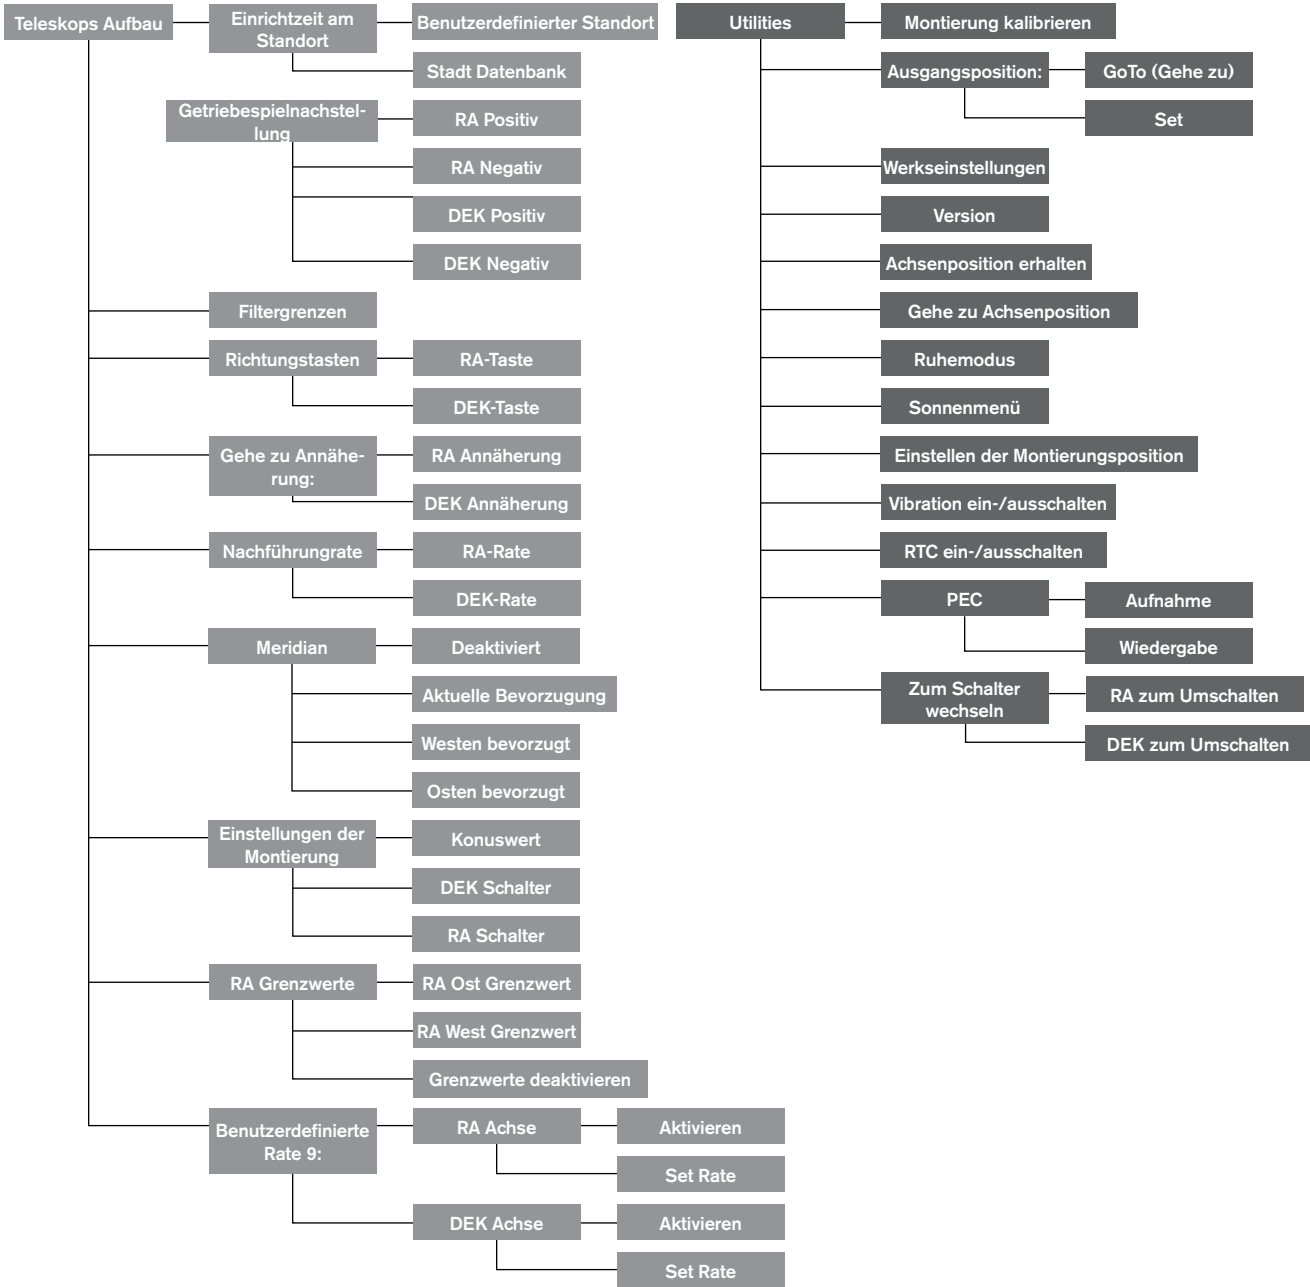 Teleskops Aufbau
Einrichtzeit am
Standort
Benutzerdefinierter Standort
Stadt Datenbank
Getriebespielnachstel-
lung
RA Positiv
RA Negativ
DEK Positiv
DEK Negativ
Filtergrenzen
Richtungstasten
RA-Taste
DEK-Taste
Gehe zu Annähe-
rung:
RA Annäherung
DEK Annäherung
Nachführungrate
RA-Rate
DEK-Rate
Meridian
Deaktiviert
Aktuelle Bevorzugung
Westen bevorzugt
Osten bevorzugt
Einstellungen der
Montierung
Konuswert
DEK Schalter
RA Schalter
RA Grenzwerte
RA Ost Grenzwert
RA West Grenzwert
Grenzwerte deaktivieren
Benutzerdefinierte
Rate 9:
RA Achse
Aktivieren
Set Rate
DEK Achse
Aktivieren
Set Rate
Utilities
Montierung kalibrieren
Ausgangsposition:
GoTo (Gehe zu)
Set
Werkseinstellungen
Version
Achsenposition erhalten
Gehe zu Achsenposition
Ruhemodus
Sonnenmenü
Einstellen der Montierungsposition
Vibration ein-/ausschalten
RTC ein-/ausschalten
PEC
Aufnahme
Wiedergabe
Zum Schalter
wechseln
RA zum Umschalten
DEK zum Umschalten